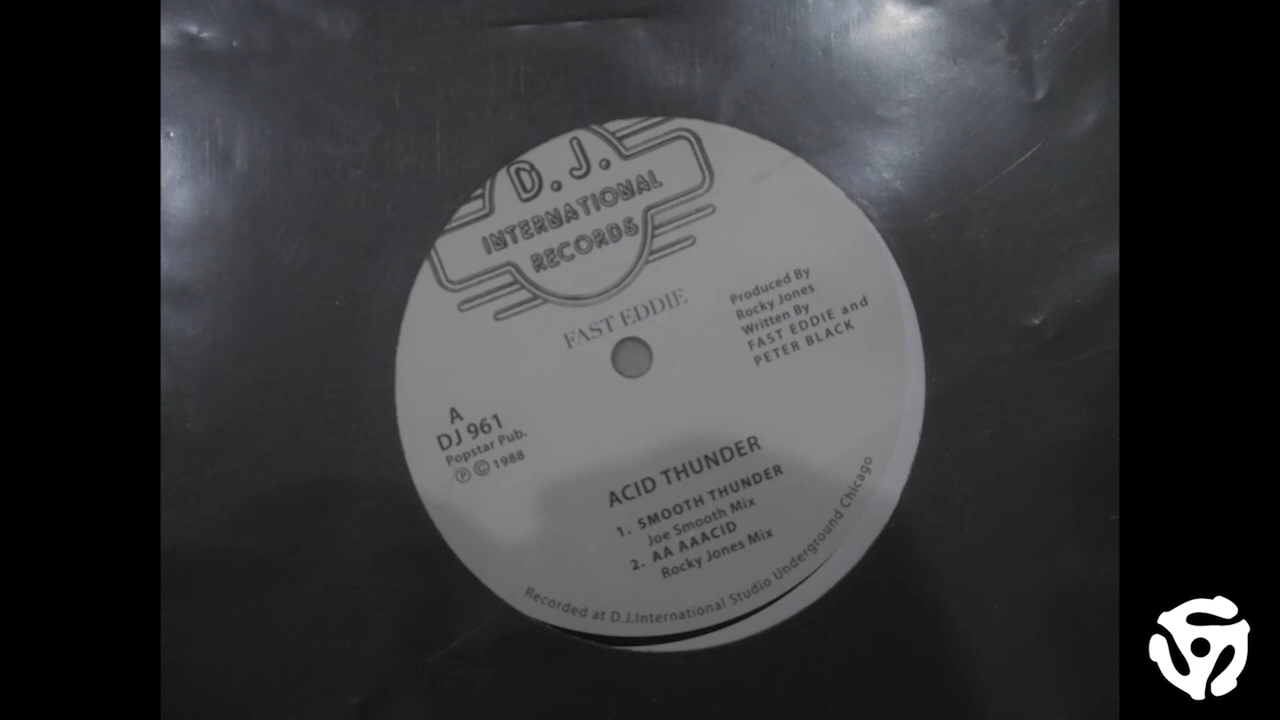 D.J.
INTERNATIONAL
RECORDS
FAST EDDIE
Produced By
Rocky Jones
Written By
FAST EDDIE and
PETER BLACK
A
DJ 961
Popstar Pub.
Ⓟ © 1988
ACID THUNDER
1. SMOOTH THUNDER
Joe Smooth Mix
2. AA AAACID
Rocky Jones Mix
Recorded at D.J.International Studio Underground Chicago